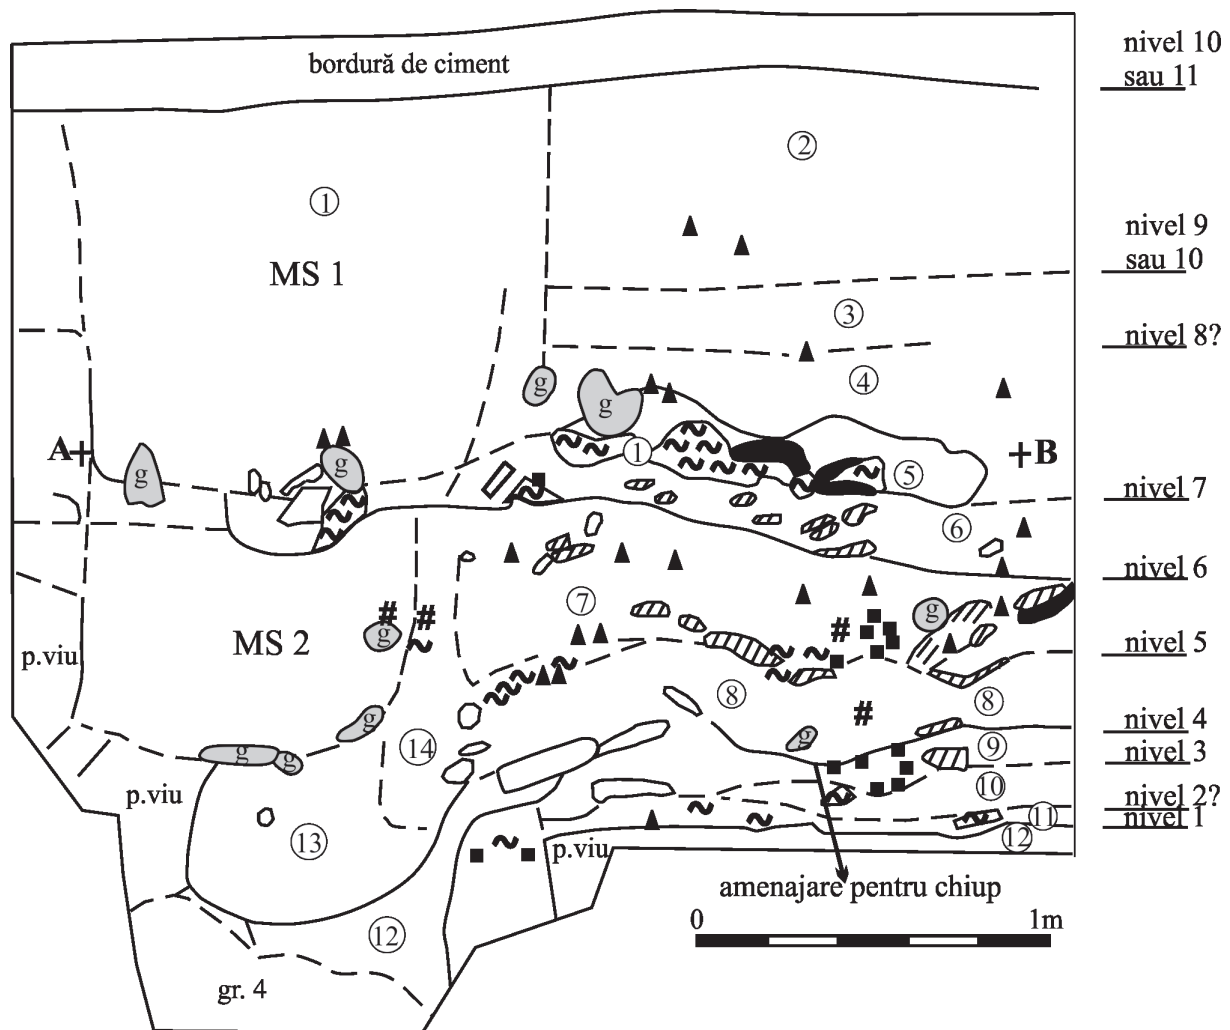 nivel 10
sau 11
bordură de ciment
②
①
nivel 9
sau 10
MS 1
③
nivel 8?
④
g
g
A+
g
g
①
⑤
+B
nivel 7
⑥
nivel 6
⑦
#
#
#
g
g
MS 2
p.viu
nivel 5
⑧
⑧
#
g
nivel 4
g
g
g
⑭
⑨
nivel 3
p.viu
⑩
nivel 2?
nivel 1
⑪
⑫
⑬
p.viu
amenajare pentru chiup
0
1m
⑫
gr. 4